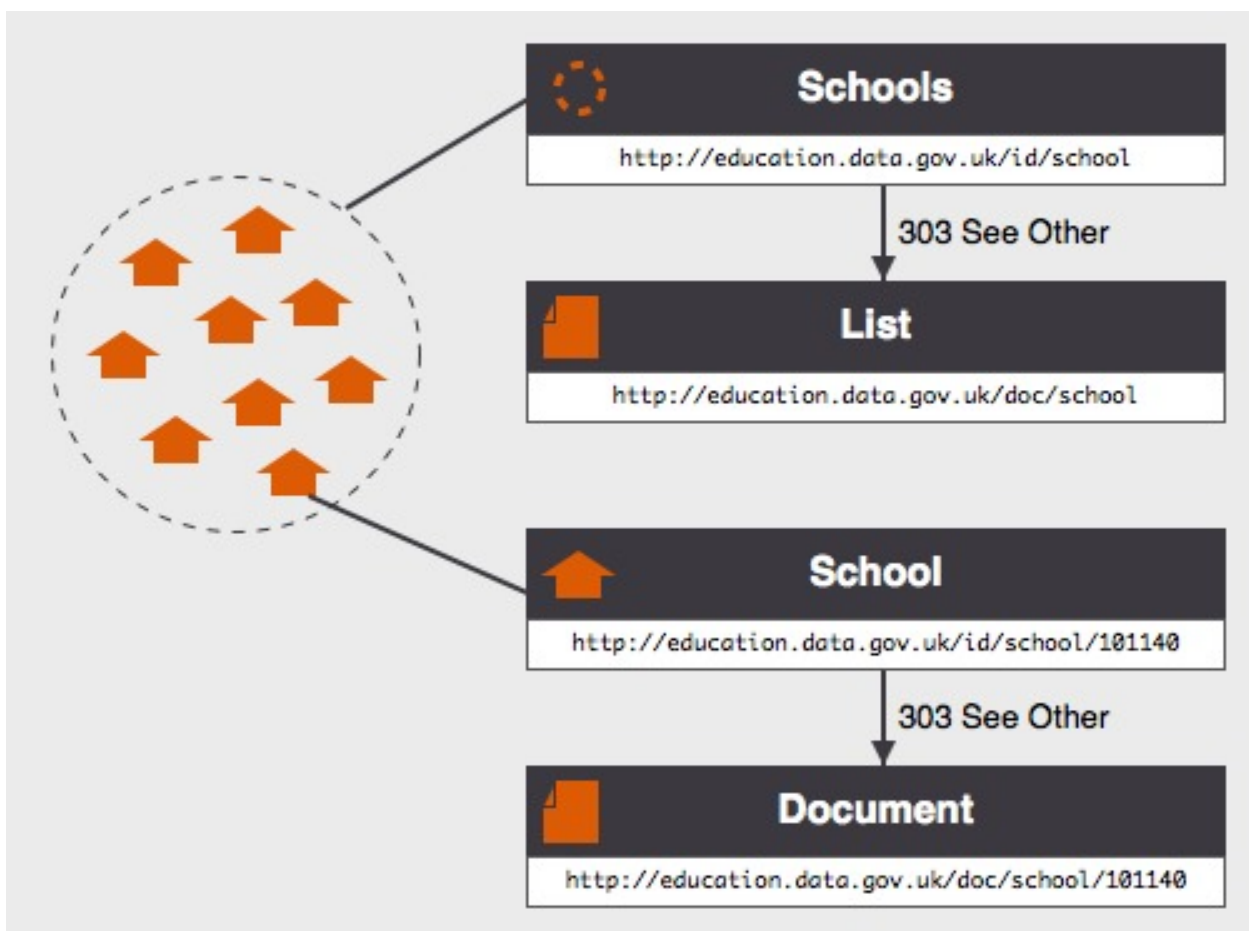 Schools
http://education.data.gov.uk/id/school
303 See Other
List
http://education.data.gov.uk/doc/school
School
http://education.data.gov.uk/id/school/101140
303 See Other
Document
http://education.data.gov.uk/doc/school/101140